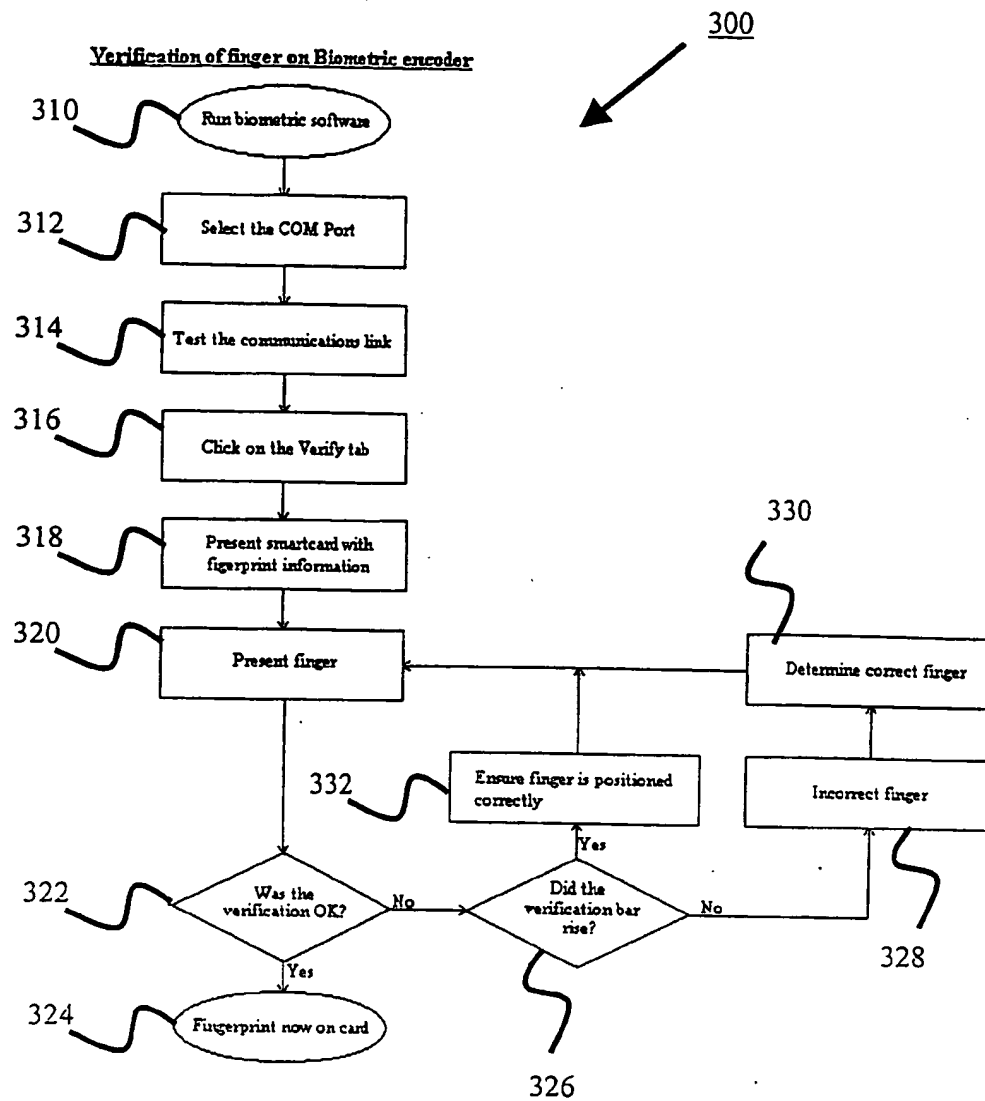 300
Verification of finger on Biometric encoder
310
Run biometric software
312
Select the COM Port
314
Test the communications link
316
Click on the Verify tab
318
Present smartcard with
figerprint information
320
Present finger
330
Determine correct finger
332
Ensure finger is positioned
correctly
Incorrect finger
328
322
Was the
verification OK?
No
Yes
Did the
verification bar
rise?
Yes
No
324
Fingerprint now on card
326